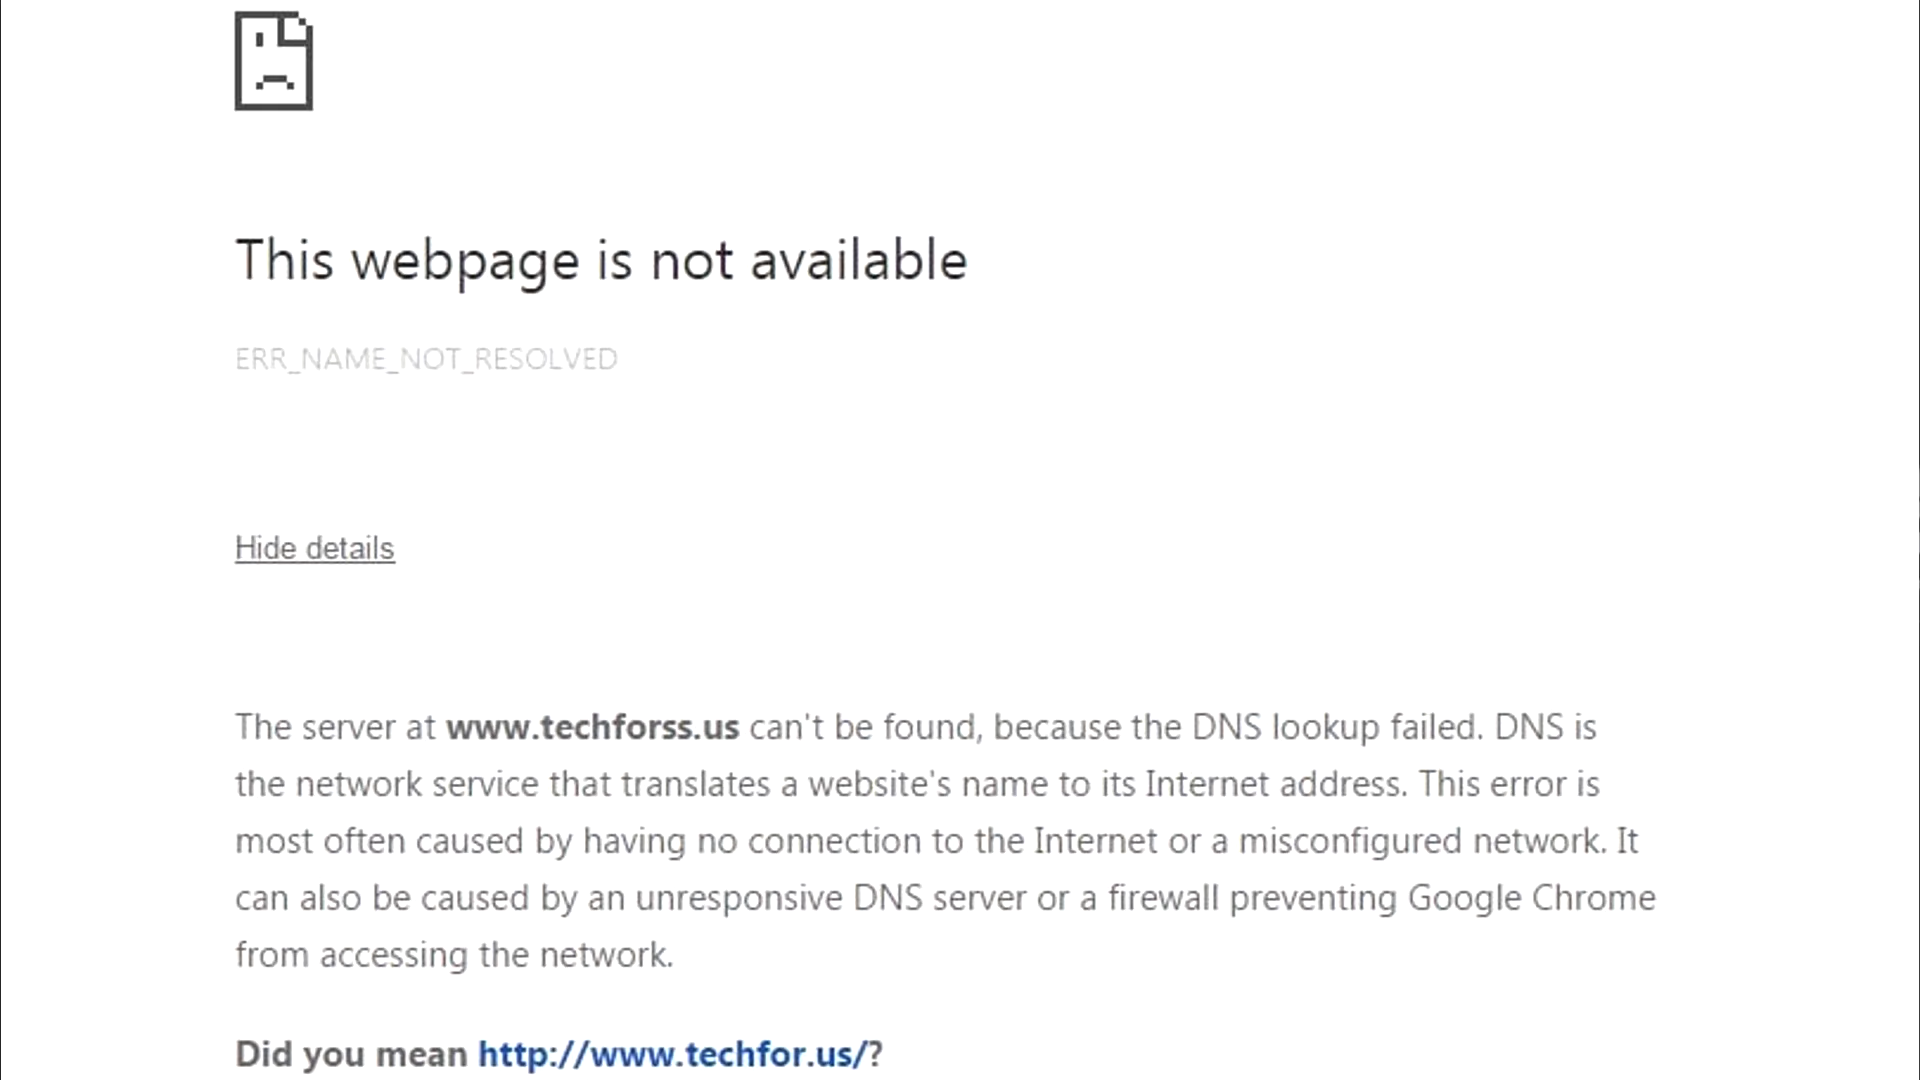 This webpage is not available
ERR_NAME_NOT_RESOLVED
Hide details
The server at www.techforss.us can't be found, because the DNS lookup failed. DNS is
the network service that translates a website's name to its Internet address. This error is
most often caused by having no connection to the Internet or a misconfigured network. It
can also be caused by an unresponsive DNS server or a firewall preventing Google Chrome
from accessing the network.
Did you mean http://www.techfor.us/?